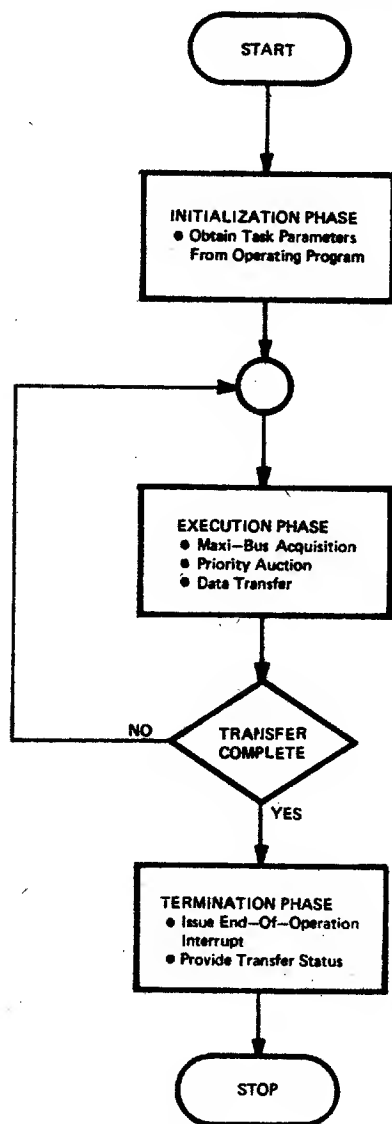 START
INITIALIZATION PHASE
● Obtain Task Parameters
From Operating Program
EXECUTION PHASE
● Maxi–Bus Acquisition
● Priority Auction
● Data Transfer
NO
TRANSFER
COMPLETE
YES
TERMINATION PHASE
● Issue End–Of–Operation
Interrupt
● Provide Transfer Status
STOP